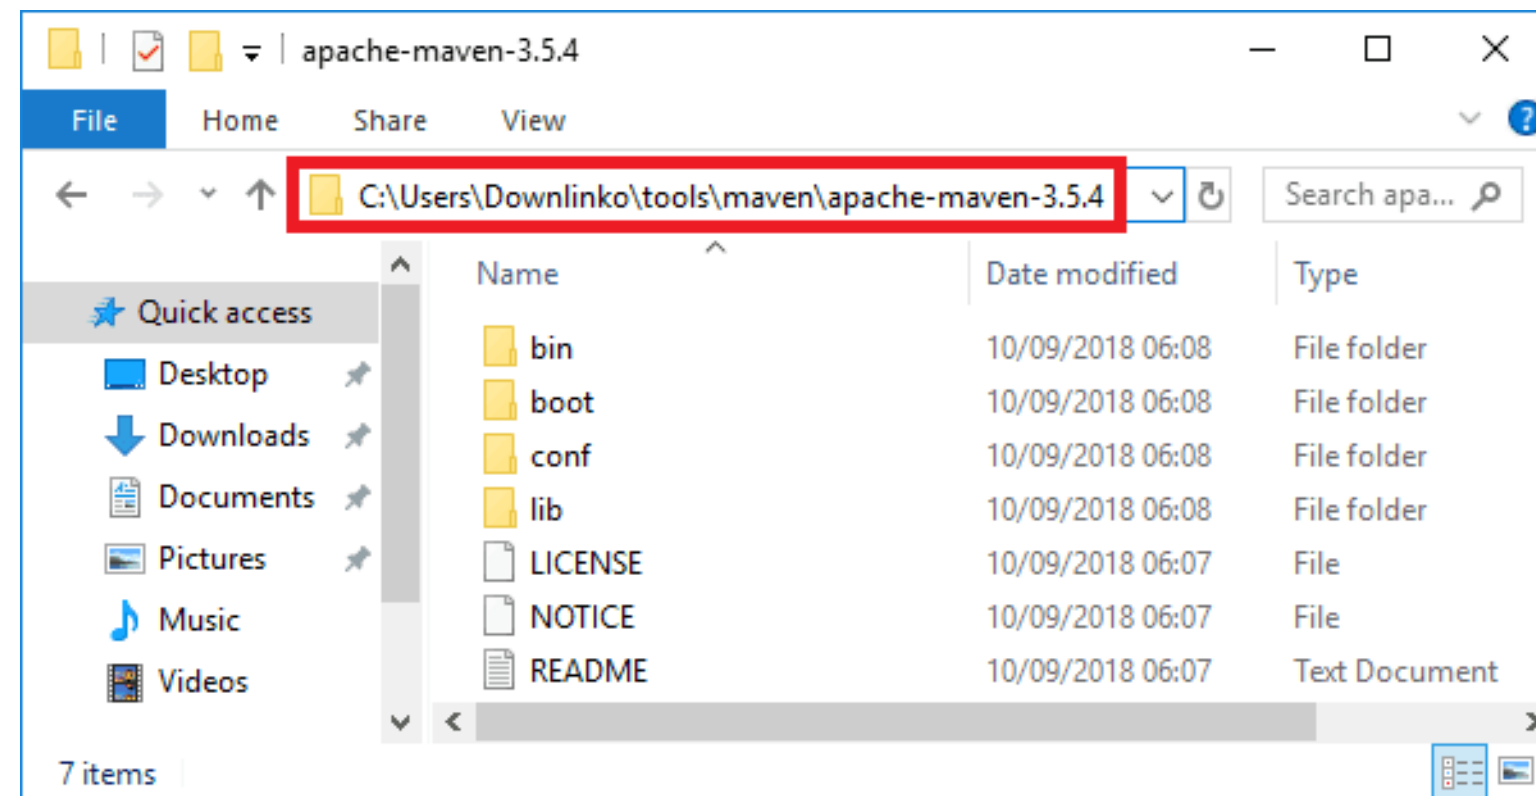 apache-maven-3.5.4
File Home Share View
?
C:\Users\Downlinko\tools\maven\apache-maven-3.5.4
Search apa...
Quick access
Desktop
Downloads
Documents
Pictures
Music
Videos
Name Date modified Type
bin 10/09/2018 06:08 File folder
boot 10/09/2018 06:08 File folder
conf 10/09/2018 06:08 File folder
lib 10/09/2018 06:08 File folder
LICENSE 10/09/2018 06:07 File
NOTICE 10/09/2018 06:07 File
README 10/09/2018 06:07 Text Document
7 items